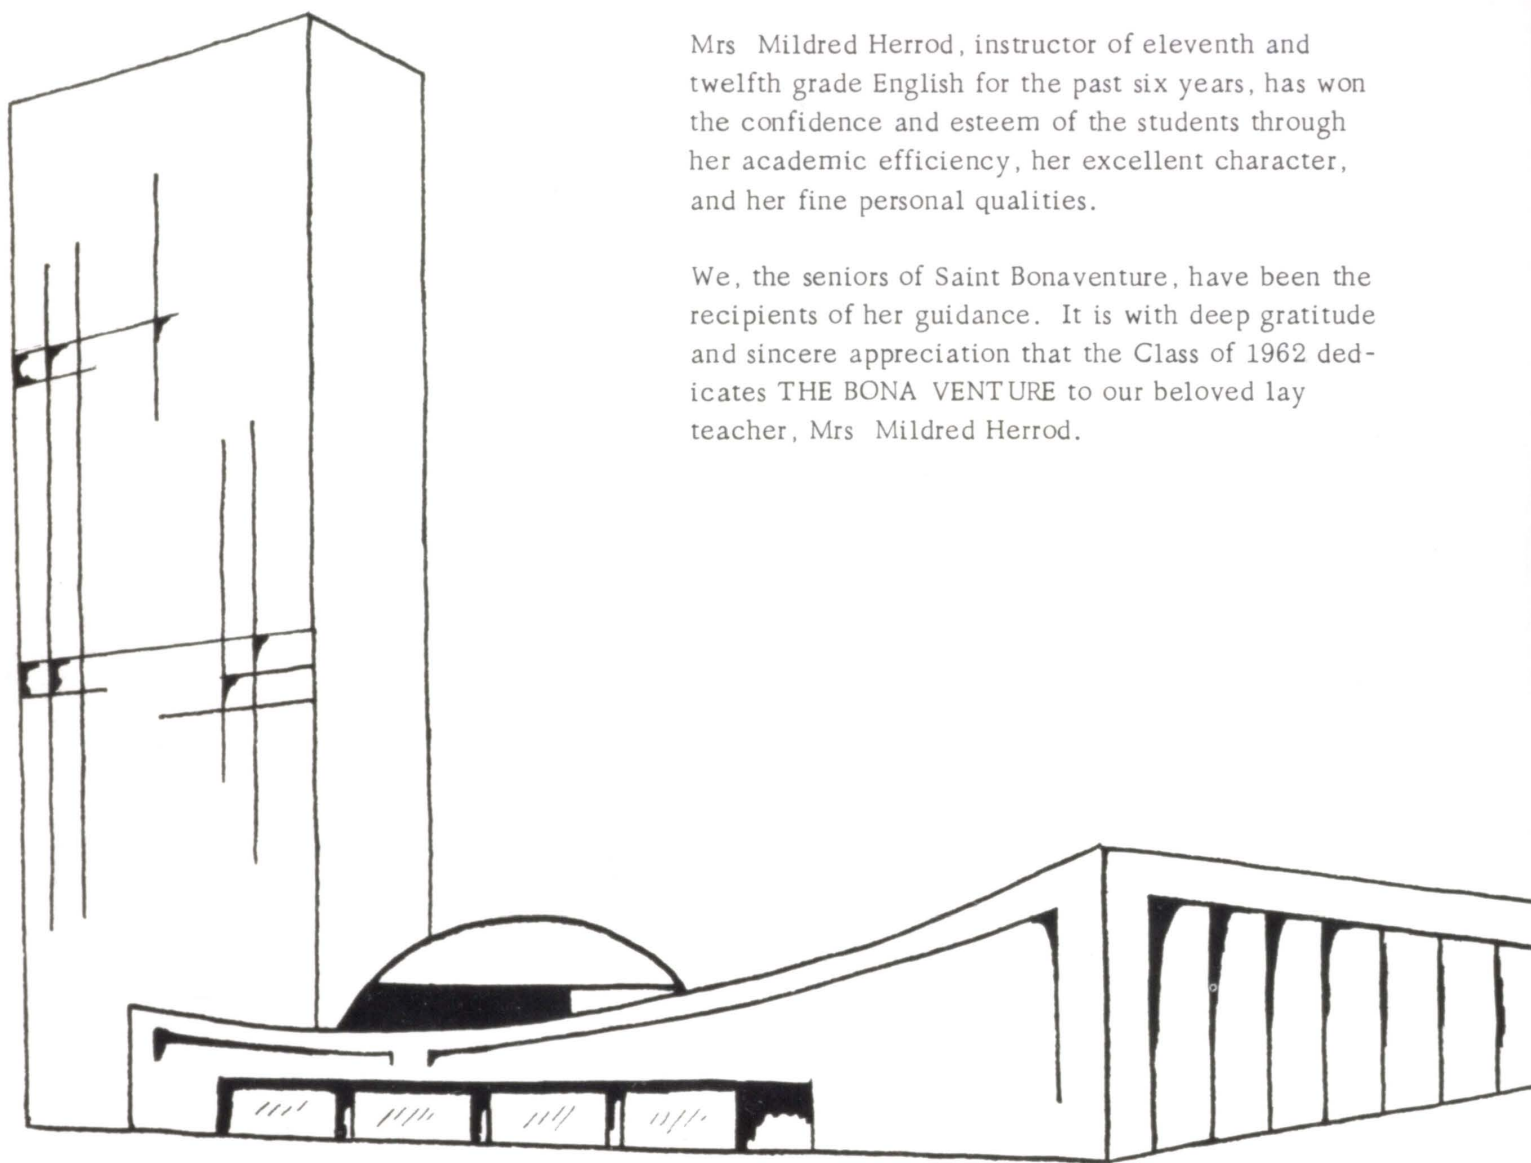 Mrs Mildred Herrod, instructor of eleventh and
twelfth grade English for the past six years, has won
the confidence and esteem of the students through
her academic efficiency, her excellent character,
and her fine personal qualities.
We, the seniors of Saint Bonaventure, have been the
recipients of her guidance. It is with deep gratitude
and sincere appreciation that the Class of 1962 ded-
icates THE BONA VENTURE to our beloved lay
teacher, Mrs Mildred Herrod.